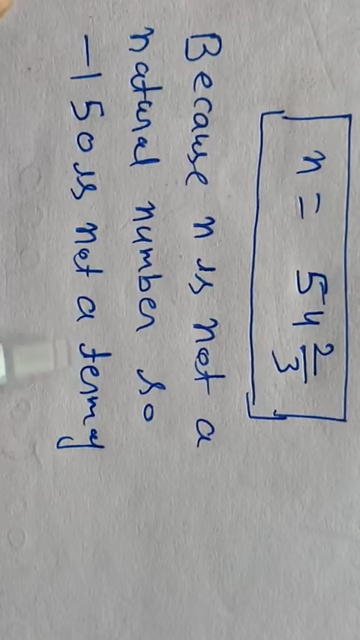 n = 54 2/3
Because n is not a
natural number so
-150 is not a term of